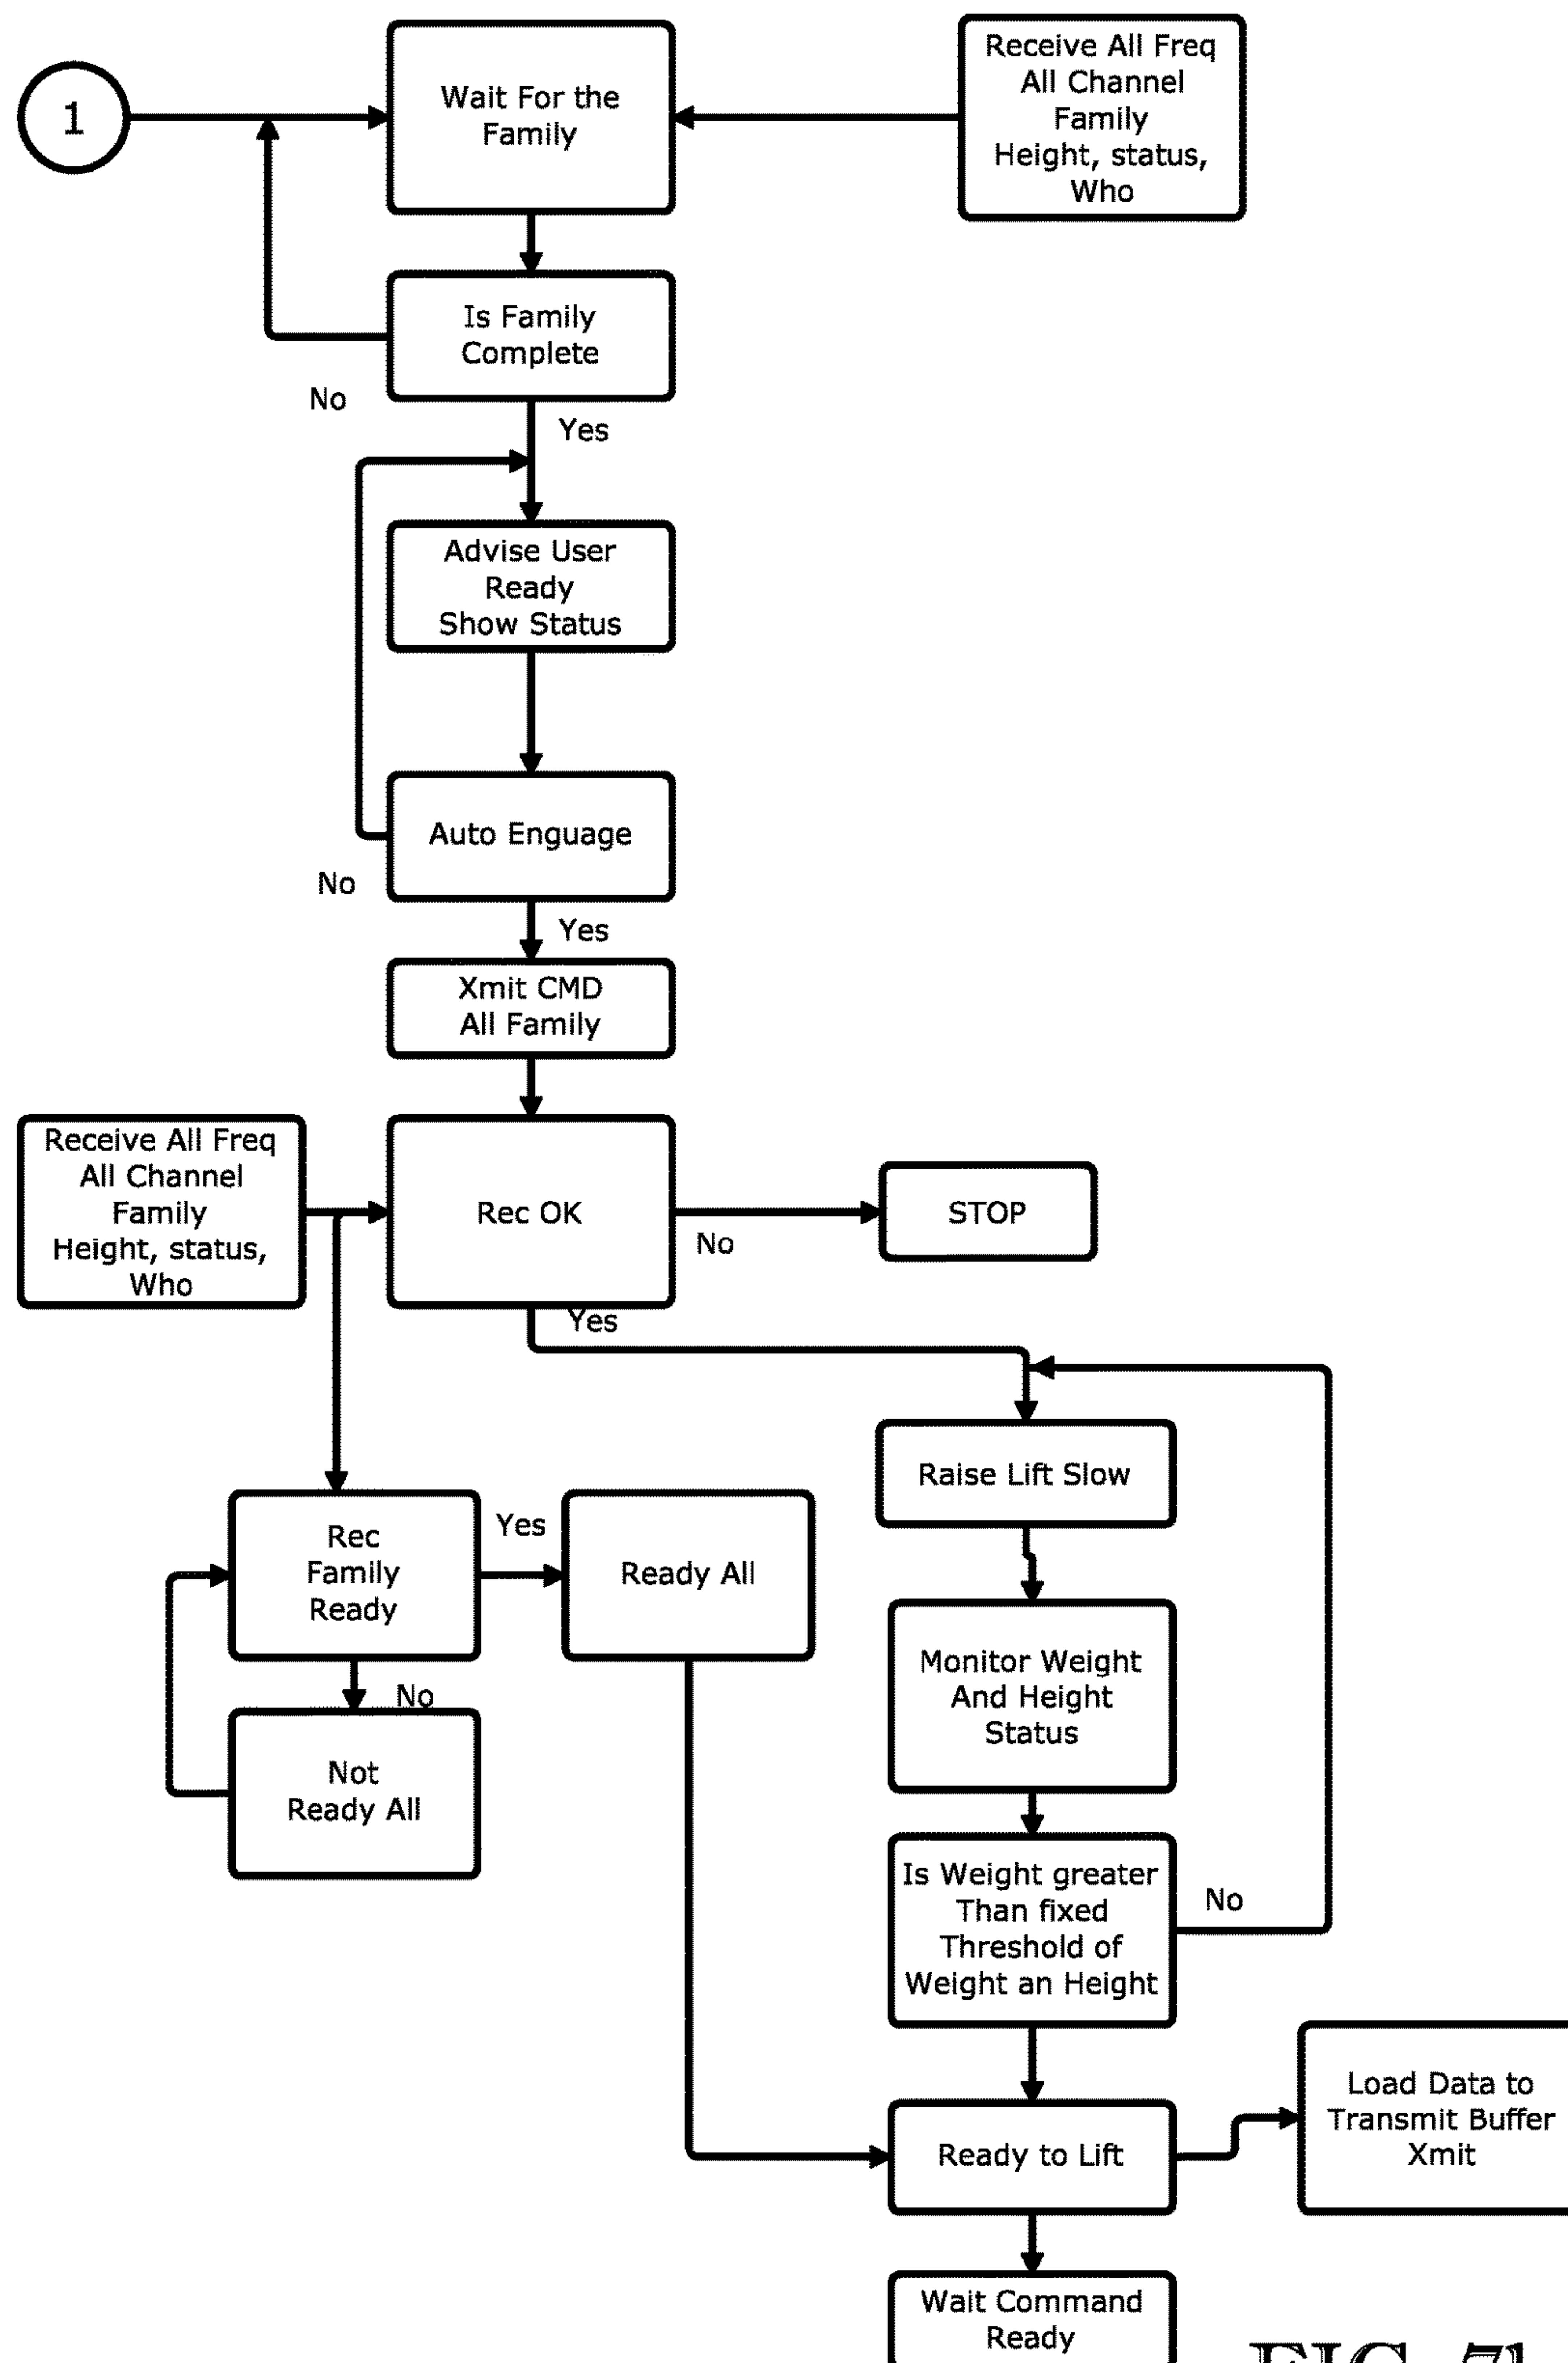 1
Wait For the
Family
Receive All Freq
All Channel
Family
Height, status,
Who
Is Family
Complete
No
Yes
Advise User
Ready
Show Status
Auto Enguage
No
Yes
Xmit CMD
All Family
Receive All Freq
All Channel
Family
Height, status,
Who
Rec OK
No
STOP
Yes
Raise Lift Slow
Rec
Family
Ready
Yes
Ready All
No
Not
Ready All
Monitor Weight
And Height
Status
Is Weight greater
Than fixed
Threshold of
Weight an Height
No
Ready to Lift
Load Data to
Transmit Buffer
Xmit
Wait Command
Ready
FIG.